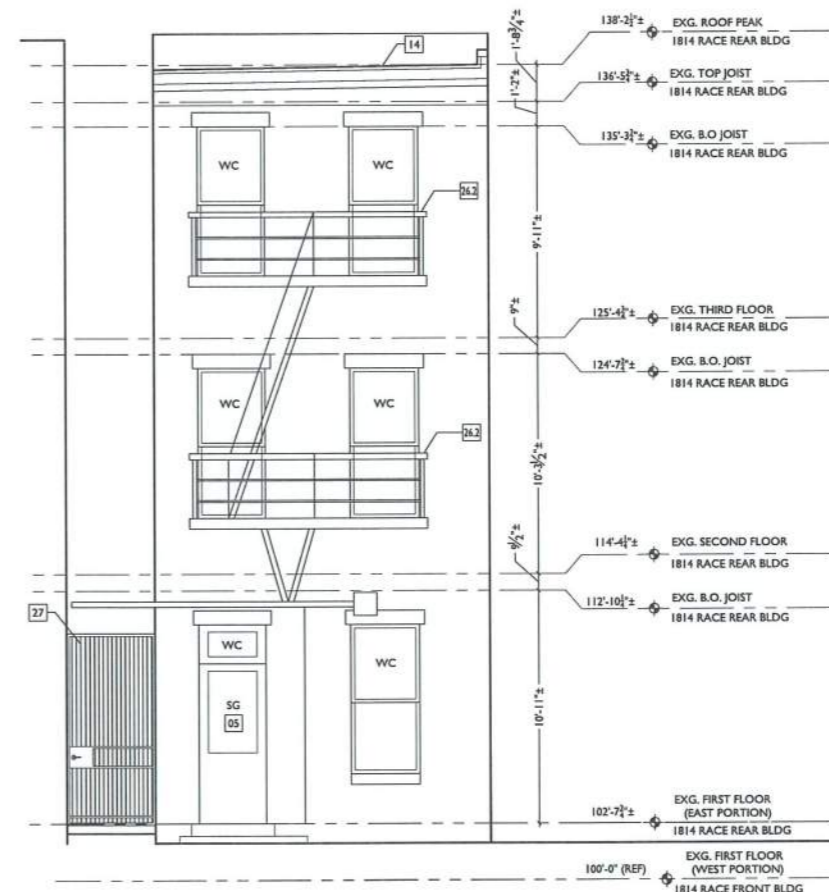 138'-2½"± EXG. ROOF PEAK
1814 RACE REAR BLDG
14
1'-8¾"±
136'-5¾"± EXG. TOP JOIST
1814 RACE REAR BLDG
1'-2"±
135'-3¾"± EXG. B.O JOIST
1814 RACE REAR BLDG
WC
WC
26.2
9'-11"±
125'-4¾"± EXG. THIRD FLOOR
1814 RACE REAR BLDG
9"±
124'-7¾"± EXG. B.O. JOIST
1814 RACE REAR BLDG
WC
WC
26.2
10'-3½"±
114'-4¼"± EXG. SECOND FLOOR
1814 RACE REAR BLDG
9½"±
112'-10¾"± EXG. B.O. JOIST
1814 RACE REAR BLDG
27
WC
WC
SG
05
10'-11"±
102'-7¾"± EXG. FIRST FLOOR
(EAST PORTION)
1814 RACE REAR BLDG
100'-0" (REF) EXG. FIRST FLOOR
(WEST PORTION)
1814 RACE FRONT BLDG